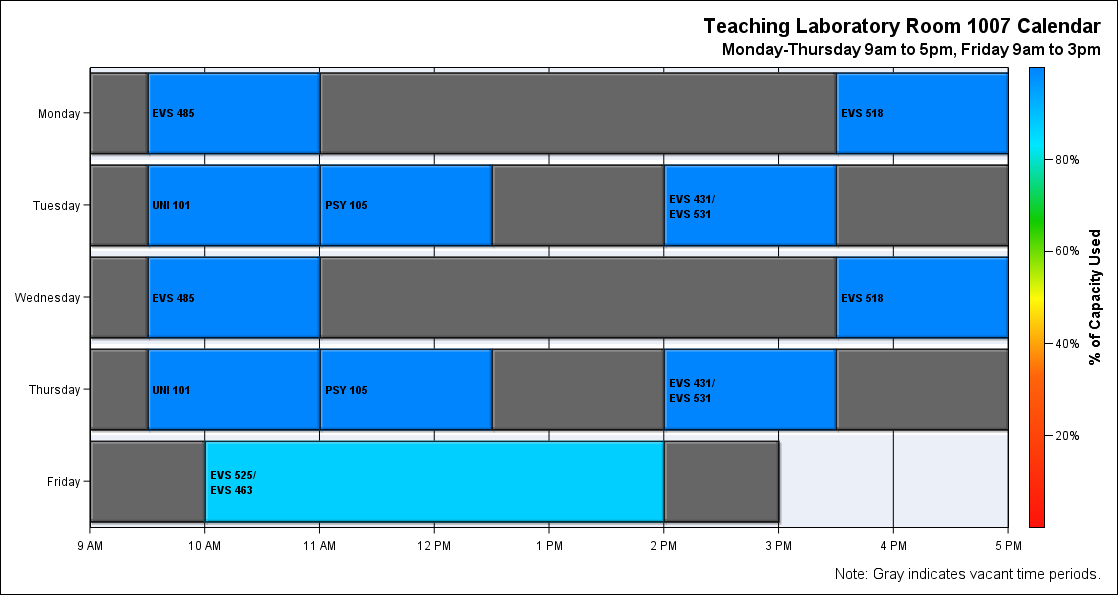 Teaching Laboratory Room 1007 Calendar
Monday-Thursday 9am to 5pm, Friday 9am to 3pm
Monday
EVS 485
EVS 518
Tuesday
UNI 101
PSY 105
EVS 431/
EVS 531
Wednesday
EVS 485
EVS 518
Thursday
UNI 101
PSY 105
EVS 431/
EVS 531
Friday
EVS 525/
EVS 463
9 AM
10 AM
11 AM
12 PM
1 PM
2 PM
3 PM
4 PM
5 PM
80%
60%
40%
20%
% of Capacity Used
Note: Gray indicates vacant time periods.